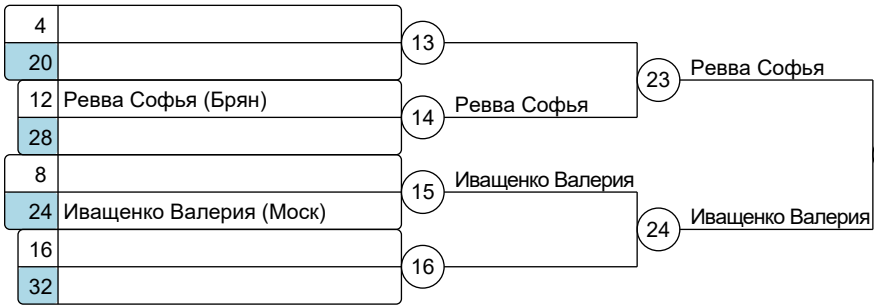 4
13
20
23 Ревва Софья
12 Ревва Софья (Брян)
14 Ревва Софья
28
8
15 Иващенко Валерия
24 Иващенко Валерия (Моск)
24 Иващенко Валерия
16
16
32